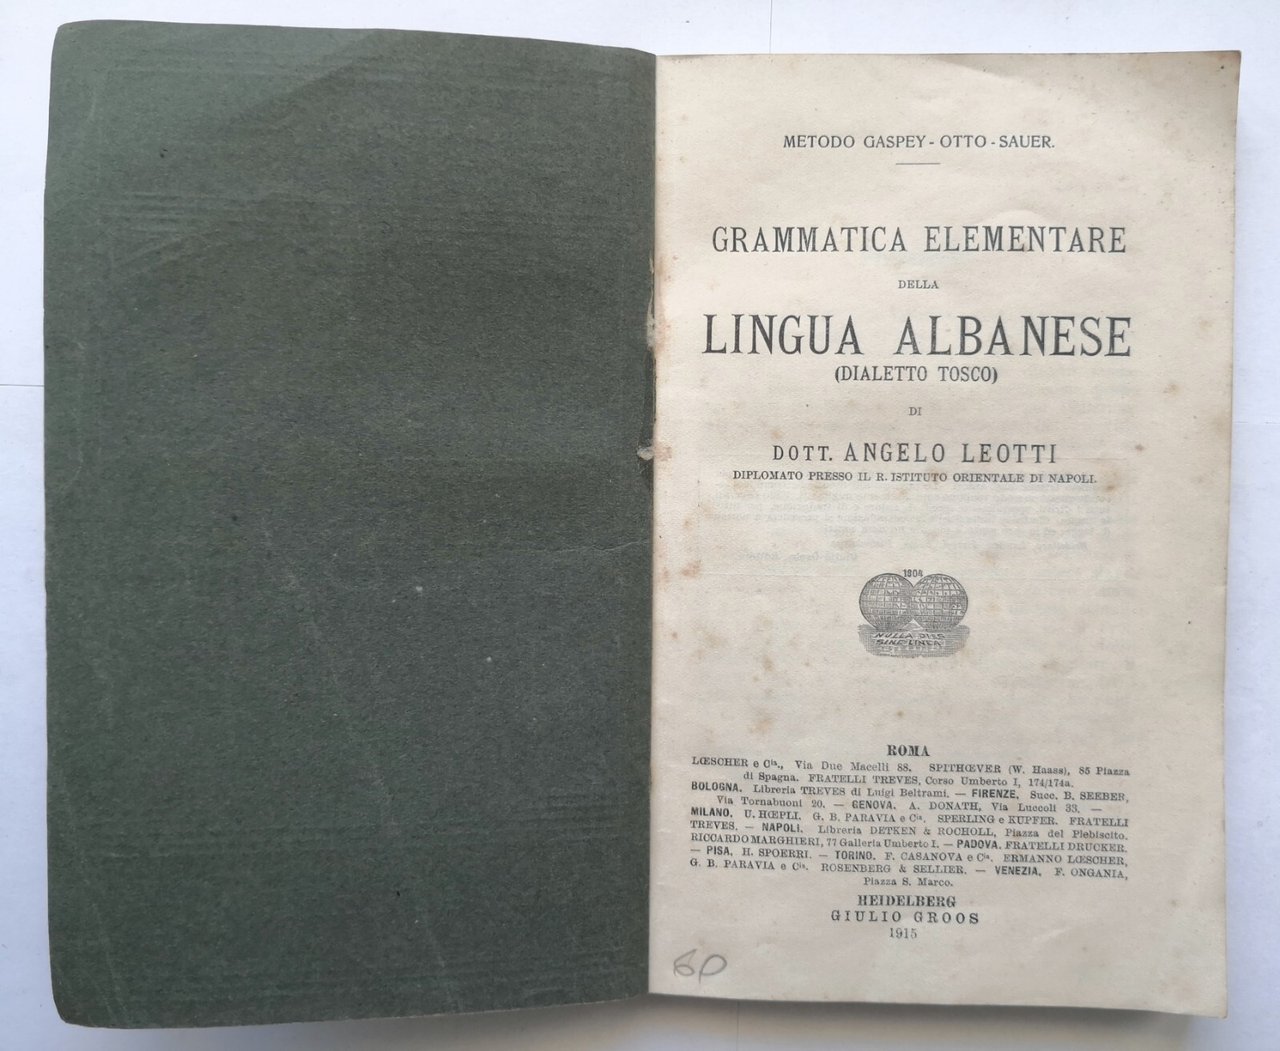 METODO GASPEY-OTTO-SAUER.
GRAMMATICA ELEMENTARE
DELLA
LINGUA ALBANESE
(DIALETTO TOSCO)
DI
DOTT. ANGELO LEOTTI
DIPLOMATO PRESSO IL R. ISTITUTO ORIENTALE DI NAPOLI.
1804
NULLA DIES
SINE LINEA
ROMA
LŒSCHER e Cia., Via Due Macelli 88. SPITHŒVER (W. Haass), 85 Piazza
di Spagna. FRATELLI TREVES, Corso Umberto I, 174/174a.
BOLOGNA. Libreria TREVES di Luigi Beltrami. — FIRENZE, Succ. B. SEEBER,
Via Tornabuoni 20. — GENOVA. A. DONATH, Via Luccoli 33. —
MILANO, U. HŒPLI. G. B. PARAVIA e Cia. SPERLING e KUPFER. FRATELLI
TREVES. — NAPOLI. Libreria DETKEN & ROCHOLL, Piazza del Plebiscito.
RICCARDO MARGHIERI, 77 Galleria Umberto I. — PADOVA. FRATELLI DRUCKER.
— PISA, H. SPOERRI. — TORINO. F. CASANOVA e Cia. ERMANNO LŒSCHER,
G. B. PARAVIA e Cia. ROSENBERG & SELLIER. — VENEZIA, F. ONGANIA,
Piazza S. Marco.
HEIDELBERG
GIULIO GROOS
1915